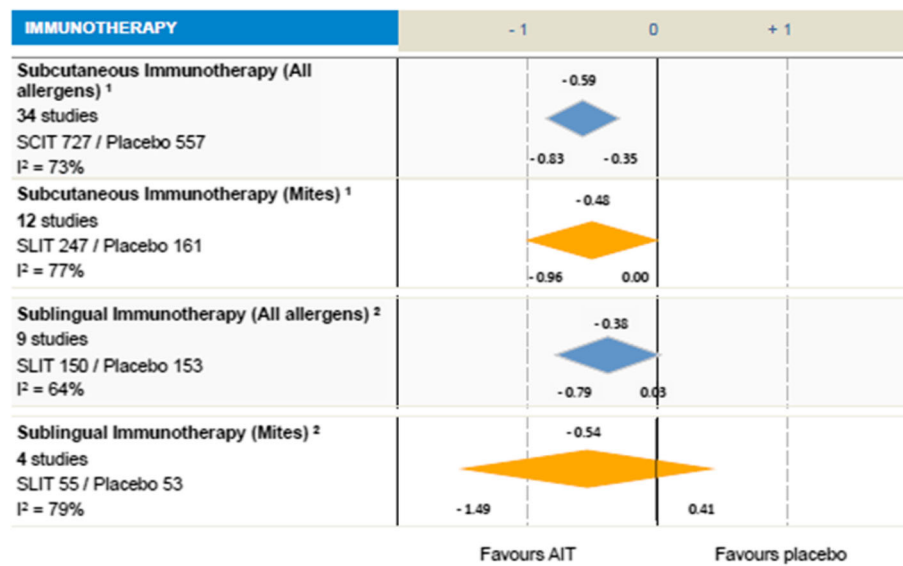 IMMUNOTHERAPY - 1 0 + 1
Subcutaneous Immunotherapy (All
allergens) ¹
34 studies
SCIT 727 / Placebo 557
I² = 73%
- 0.59
- 0.83 - 0.35
Subcutaneous Immunotherapy (Mites) ¹
12 studies
SLIT 247 / Placebo 161
I² = 77%
- 0.48
- 0.96 0.00
Sublingual Immunotherapy (All allergens) ²
9 studies
SLIT 150 / Placebo 153
I² = 64%
- 0.38
- 0.79 0.03
Sublingual Immunotherapy (Mites) ²
4 studies
SLIT 55 / Placebo 53
I² = 79%
- 0.54
- 1.49 0.41
Favours AIT Favours placebo